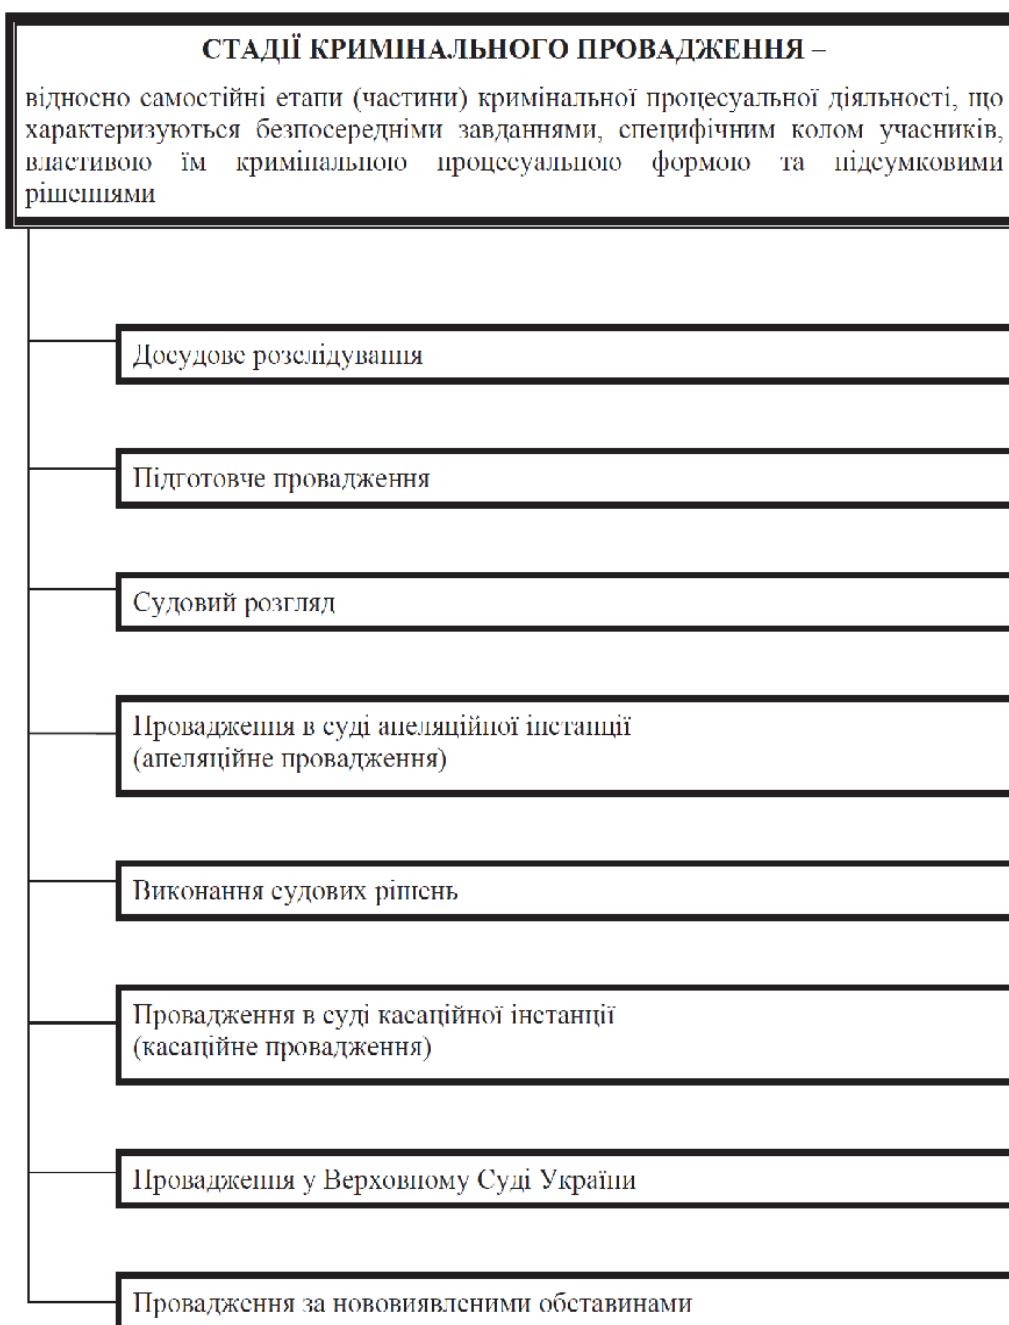 СТАДІЇ КРИМІНАЛЬНОГО ПРОВАДЖЕННЯ –
відносно самостійні етапи (частини) кримінальної процесуальної діяльності, що
характеризуються безпосередніми завданнями, специфічним колом учасників,
властивою їм кримінальною процесуальною формою та підсумковими
рішеннями
Досудове розслідування
Підготовче провадження
Судовий розгляд
Провадження в суді апеляційної інстанції
(апеляційне провадження)
Виконання судових рішень
Провадження в суді касаційної інстанції
(касаційне провадження)
Провадження у Верховному Суді України
Провадження за нововиявленими обставинами